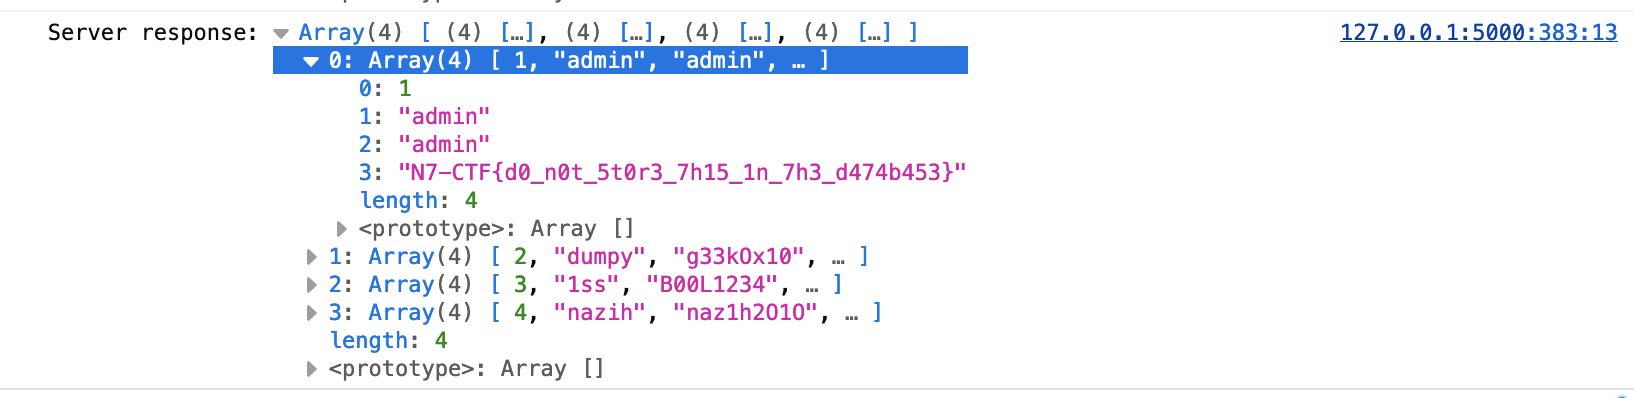 Server response: Array(4) [ (4) […], (4) […], (4) […], (4) […] ] 127.0.0.1:5000:383:13
0: Array(4) [ 1, "admin", "admin", … ]
0: 1
1: "admin"
2: "admin"
3: "N7-CTF{d0_n0t_5t0r3_7h15_1n_7h3_d474b453}"
length: 4
<prototype>: Array []
1: Array(4) [ 2, "dumpy", "g33kOx10", … ]
2: Array(4) [ 3, "1ss", "B00L1234", … ]
3: Array(4) [ 4, "nazih", "naz1h2O1O", … ]
length: 4
<prototype>: Array []